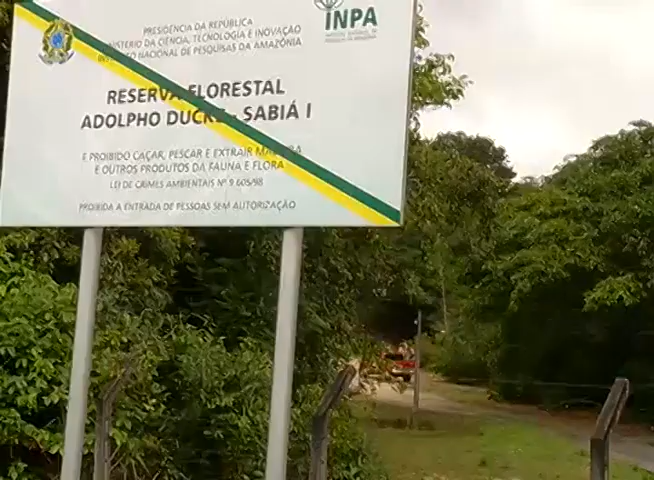 PRESIDÊNCIA DA REPÚBLICA
MINISTÉRIO DA CIÊNCIA, TECNOLOGIA E INOVAÇÃO
INSTITUTO NACIONAL DE PESQUISAS DA AMAZÔNIA
INPA
RESERVA FLORESTAL
ADOLPHO DUCKE - SABIÁ I
É PROIBIDO CAÇAR, PESCAR E EXTRAIR MADEIRA
E OUTROS PRODUTOS DA FAUNA E FLORA
LEI DE CRIMES AMBIENTAIS Nº 9.605/98
PROIBIDA A ENTRADA DE PESSOAS SEM AUTORIZAÇÃO